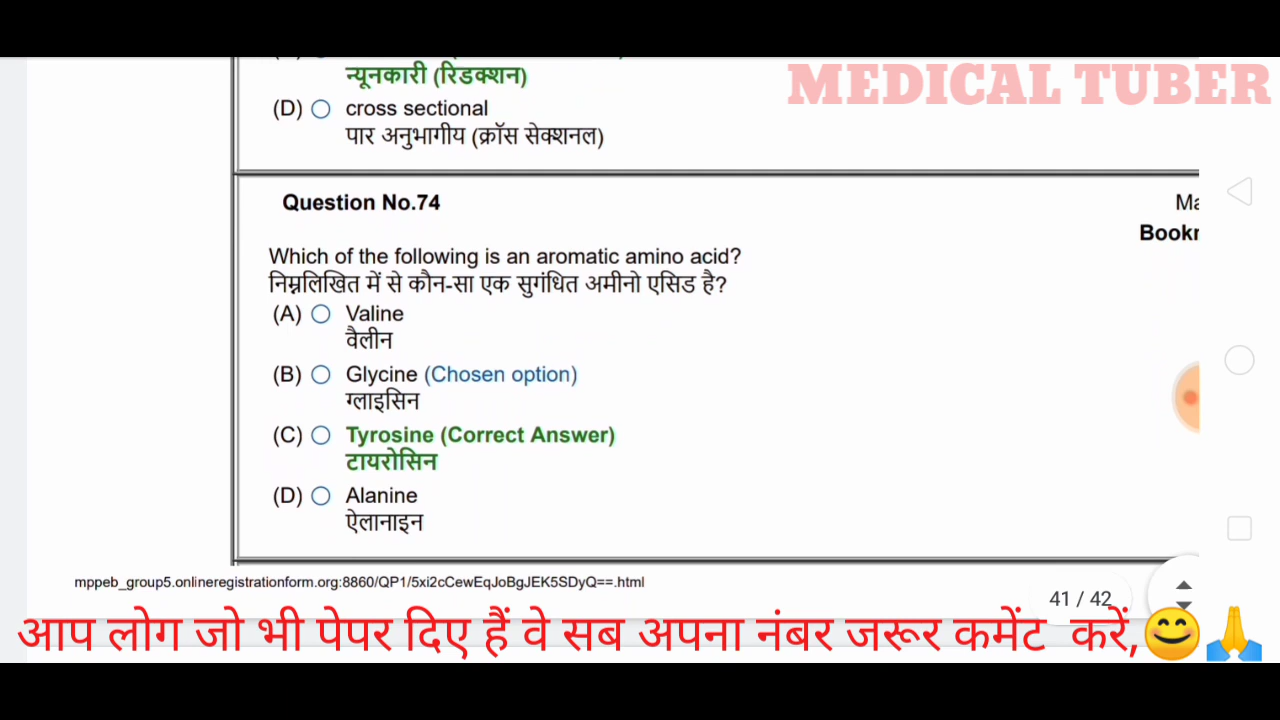 न्यूनकारी (रिडक्शन)
MEDICAL TUBER
(D) cross sectional
पार अनुभागीय (क्रॉस सेक्शनल)
Question No.74
Which of the following is an aromatic amino acid?
निम्नलिखित में से कौन-सा एक सुगंधित अमीनो एसिड है?
(A) Valine
वैलीन
(B) Glycine (Chosen option)
ग्लाइसिन
(C) Tyrosine (Correct Answer)
टायरोसिन
(D) Alanine
ऐलानाइन
mppeb_group5.onlineregistrationform.org:8860/QP1/5xi2cCewEqJoBgJEK5SDyQ==.html
41 / 42
आप लोग जो भी पेपर दिए हैं वे सब अपना नंबर जरूर कमेंट करें,😊🙏